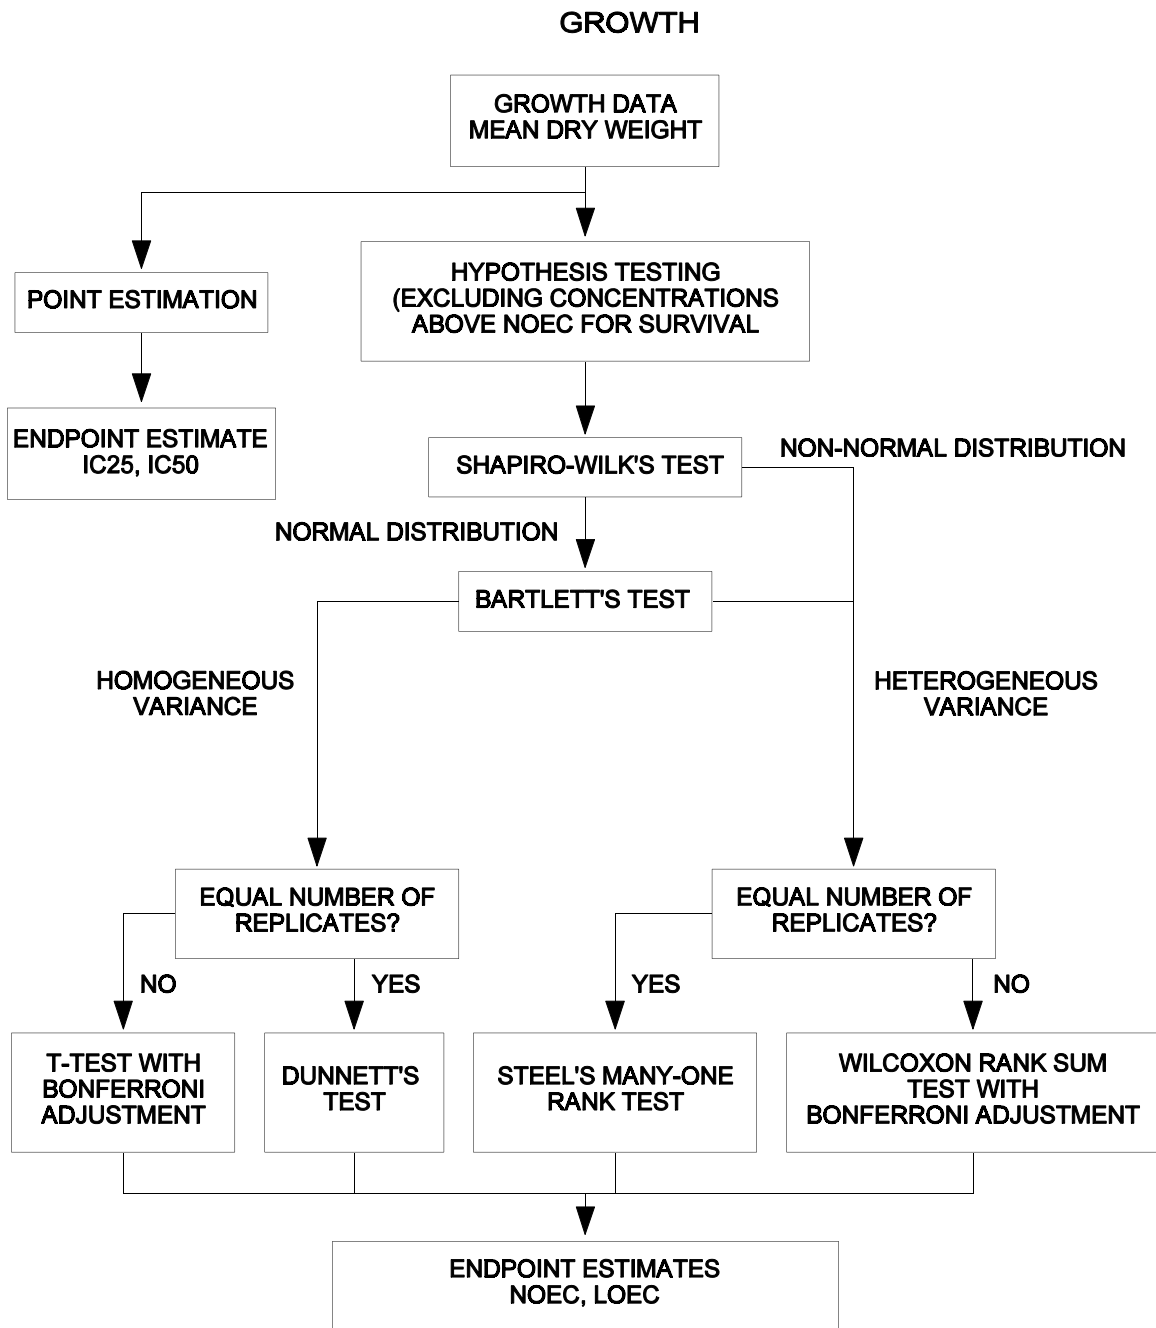 GROWTH
GROWTH DATA
MEAN DRY WEIGHT
HYPOTHESIS TESTING
(EXCLUDING CONCENTRATIONS
ABOVE NOEC FOR SURVIVAL
POINT ESTIMATION
ENDPOINT ESTIMATE
IC25, IC50
SHAPIRO-WILK'S TEST
NON-NORMAL DISTRIBUTION
NORMAL DISTRIBUTION
BARTLETT'S TEST
HOMOGENEOUS
VARIANCE
HETEROGENEOUS
VARIANCE
EQUAL NUMBER OF
REPLICATES?
EQUAL NUMBER OF
REPLICATES?
NO
YES
YES
NO
T-TEST WITH
BONFERRONI
ADJUSTMENT
DUNNETT'S
TEST
STEEL'S MANY-ONE
RANK TEST
WILCOXON RANK SUM
TEST WITH
BONFERRONI ADJUSTMENT
ENDPOINT ESTIMATES
NOEC, LOEC